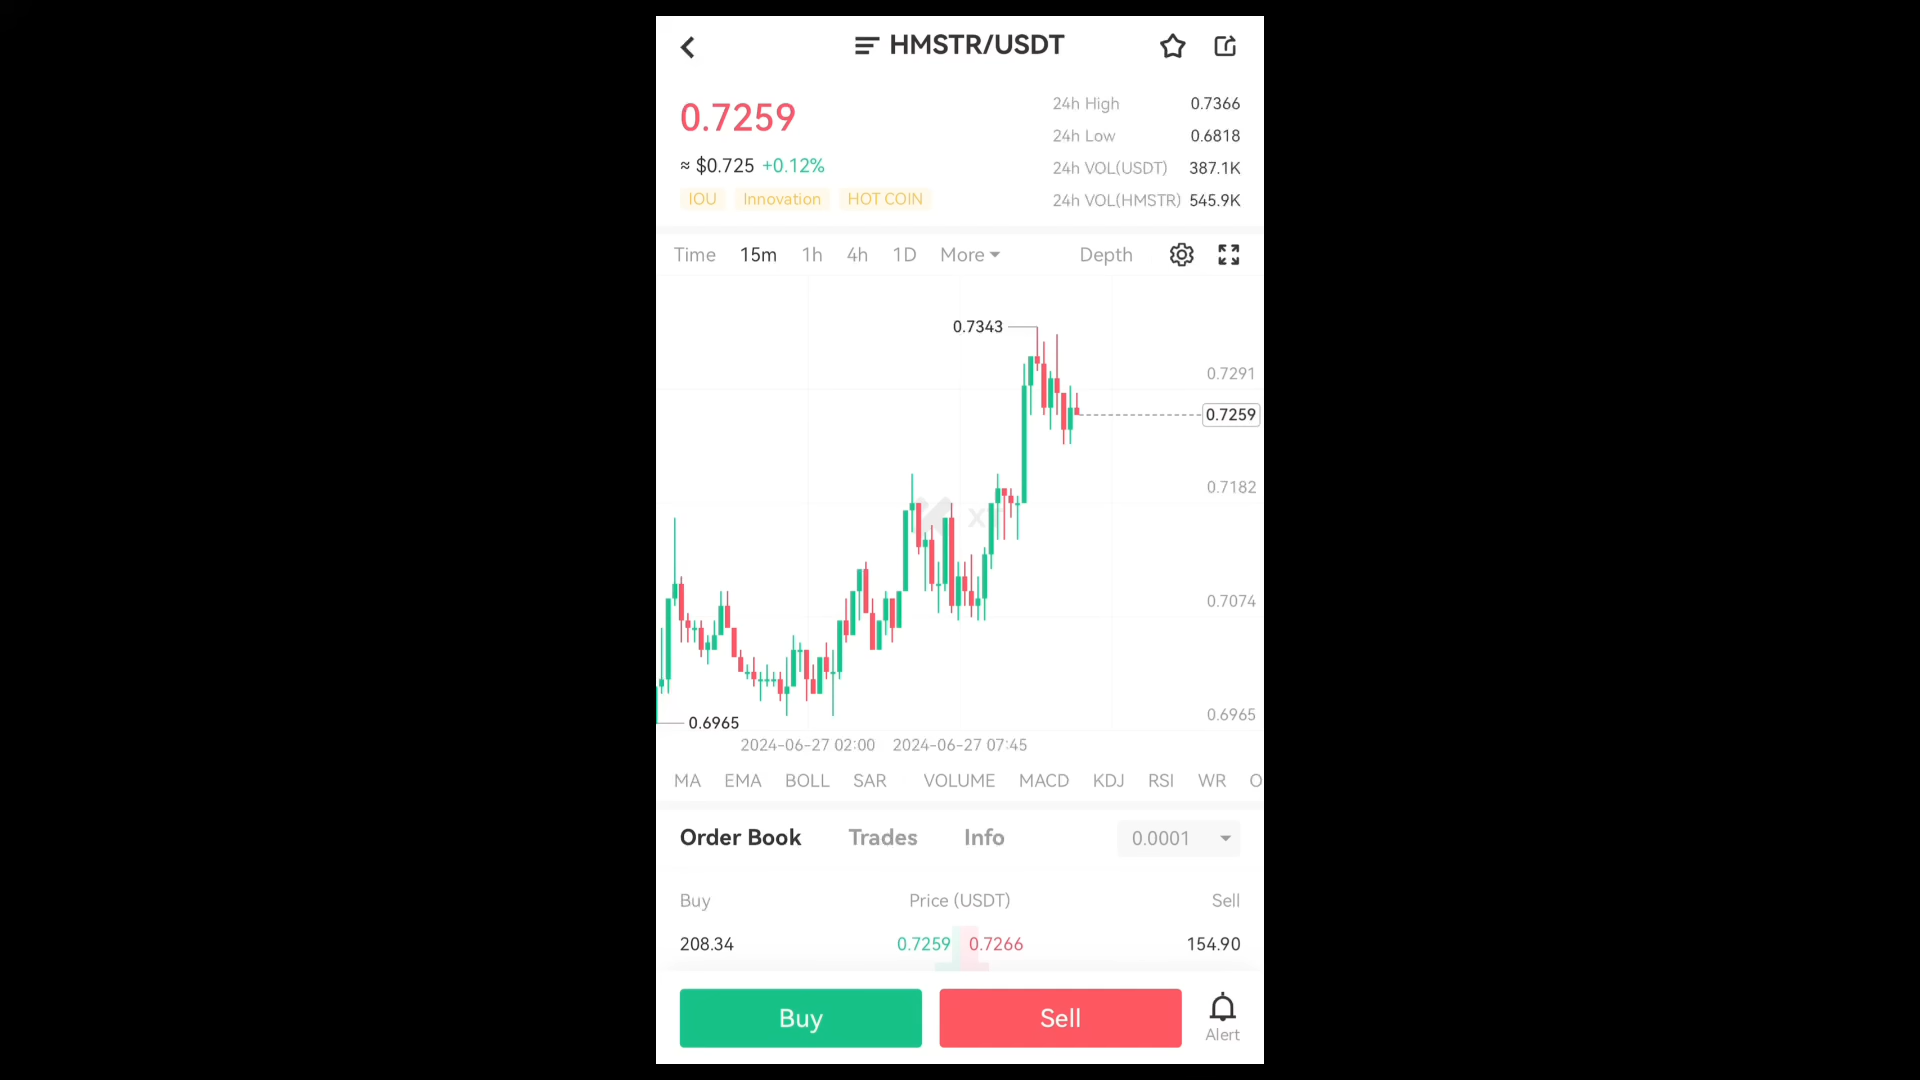 HMSTR/USDT
0.7259
≈ $0.725 +0.12%
IOU Innovation HOT COIN
24h High 0.7366
24h Low 0.6818
24h VOL(USDT) 387.1K
24h VOL(HMSTR) 545.9K
Time 15m 1h 4h 1D More Depth
0.7343
0.7291
0.7259
0.7182
XT
0.7074
0.6965
0.6965
2024-06-27 02:00 2024-06-27 07:45
MA EMA BOLL SAR VOLUME MACD KDJ RSI WR O
Order Book Trades Info 0.0001
Buy Price (USDT) Sell
208.34 0.7259 0.7266 154.90
Buy Sell
Alert